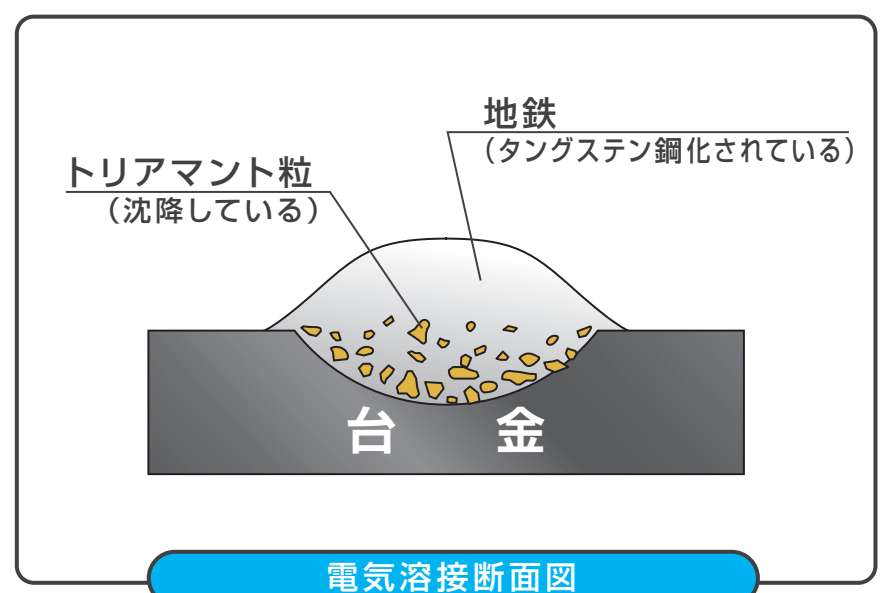 地鉄
（タングステン鋼化されている）
トリアマント粒
（沈降している）
台 金
電気溶接断面図